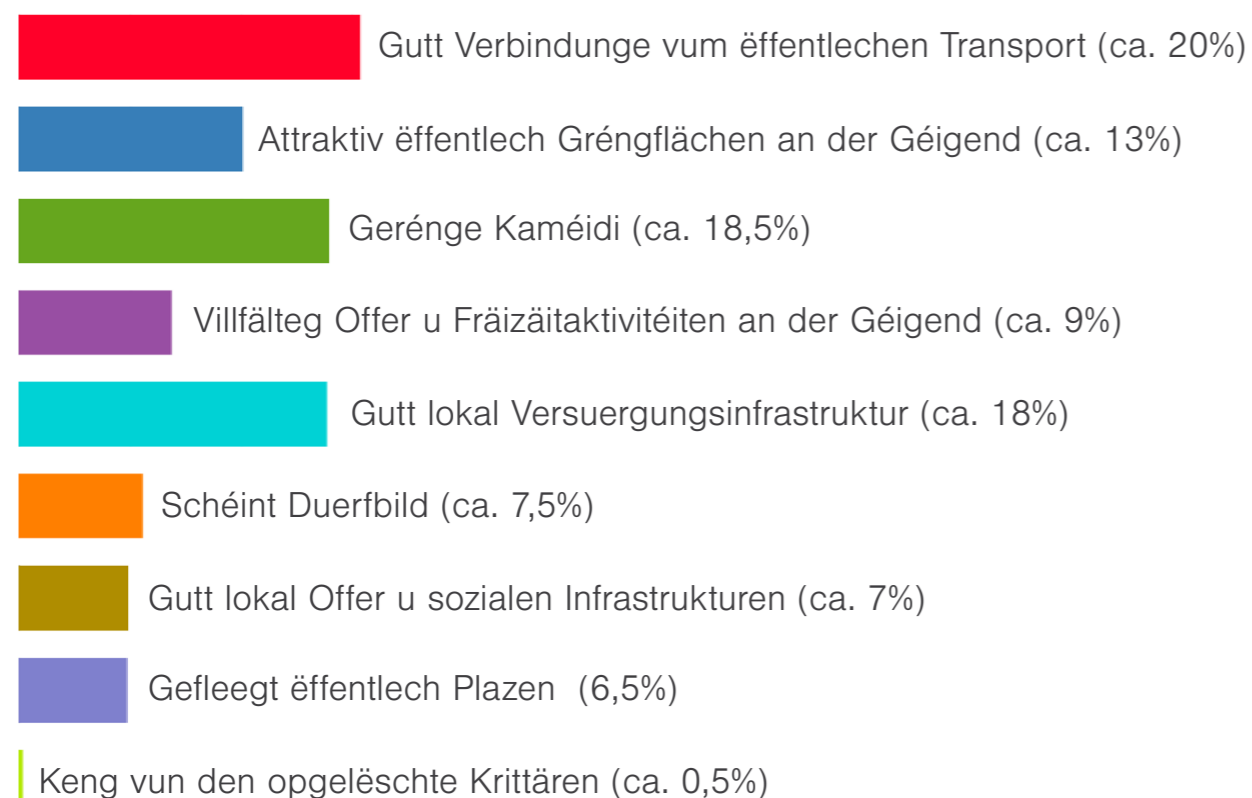 Gutt Verbindunge vum ëffentlechen Transport (ca. 20%)
Attraktiv ëffentlech Gréngflächen an der Géigend (ca. 13%)
Gerénge Kaméidi (ca. 18,5%)
Villfälteg Offer u Fräizäitaktivitéiten an der Géigend (ca. 9%)
Gutt lokal Versuergungsinfrastruktur (ca. 18%)
Schéint Duerfbild (ca. 7,5%)
Gutt lokal Offer u sozialen Infrastrukturen (ca. 7%)
Gefleegt ëffentlech Plazen (6,5%)
Keng vun den opgelëschte Krittären (ca. 0,5%)